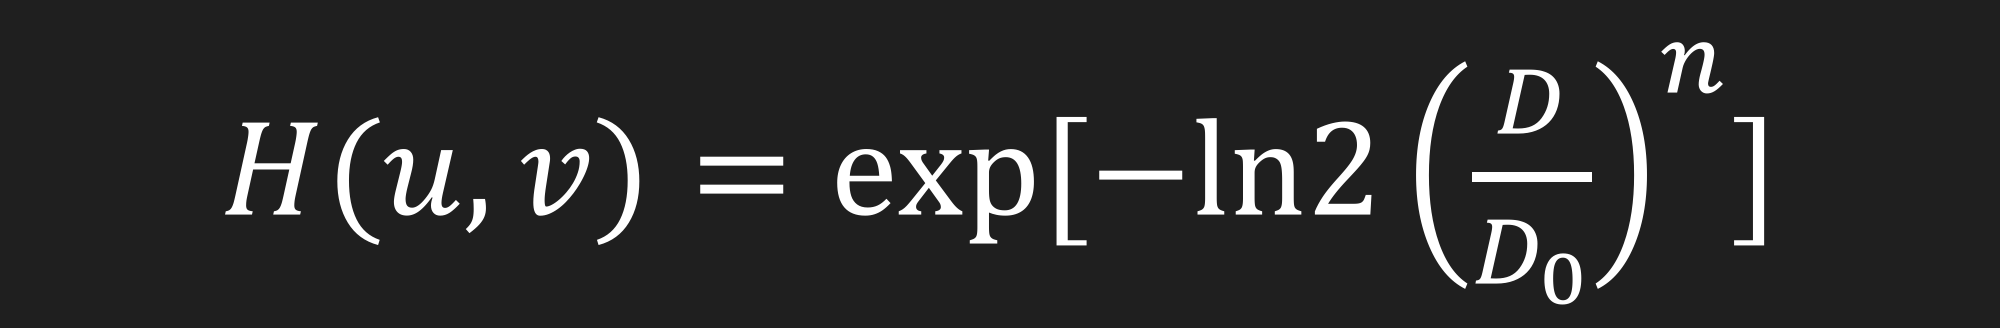 H(u, v) = exp[−ln2(D/D₀)ⁿ]